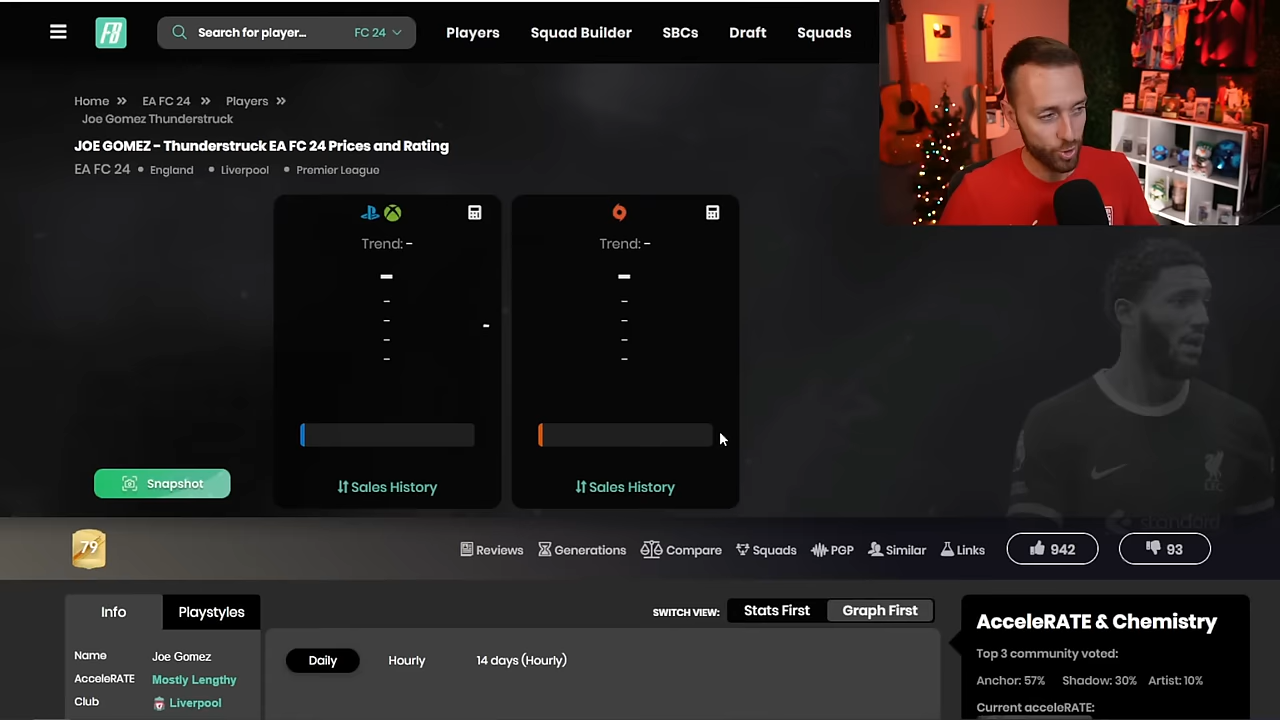 FB
Search for player...
FC 24
Players
Squad Builder
SBCs
Draft
Squads
Home » EA FC 24 » Players »
Joe Gomez Thunderstruck
JOE GOMEZ - Thunderstruck EA FC 24 Prices and Rating
EA FC 24 • England • Liverpool • Premier League
Trend: -
-
-
-
-
-
-
Sales History
Trend: -
-
-
-
-
-
Sales History
Snapshot
79
Reviews
Generations
Compare
Squads
PGP
Similar
Links
942
93
Info
Playstyles
SWITCH VIEW:
Stats First
Graph First
Name Joe Gomez
AcceleRATE Mostly Lengthy
Club Liverpool
Daily
Hourly
14 days (Hourly)
AcceleRATE & Chemistry
Top 3 community voted:
Anchor: 57% Shadow: 30% Artist: 10%
Current acceleRATE: